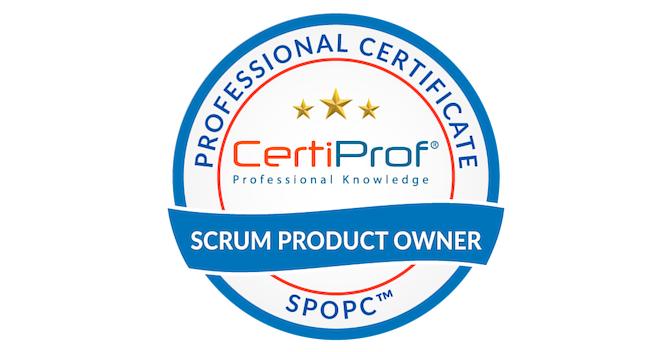 PROFESSIONAL CERTIFICATE
CertiProf®
Professional Knowledge
SCRUM PRODUCT OWNER
SPOPC™